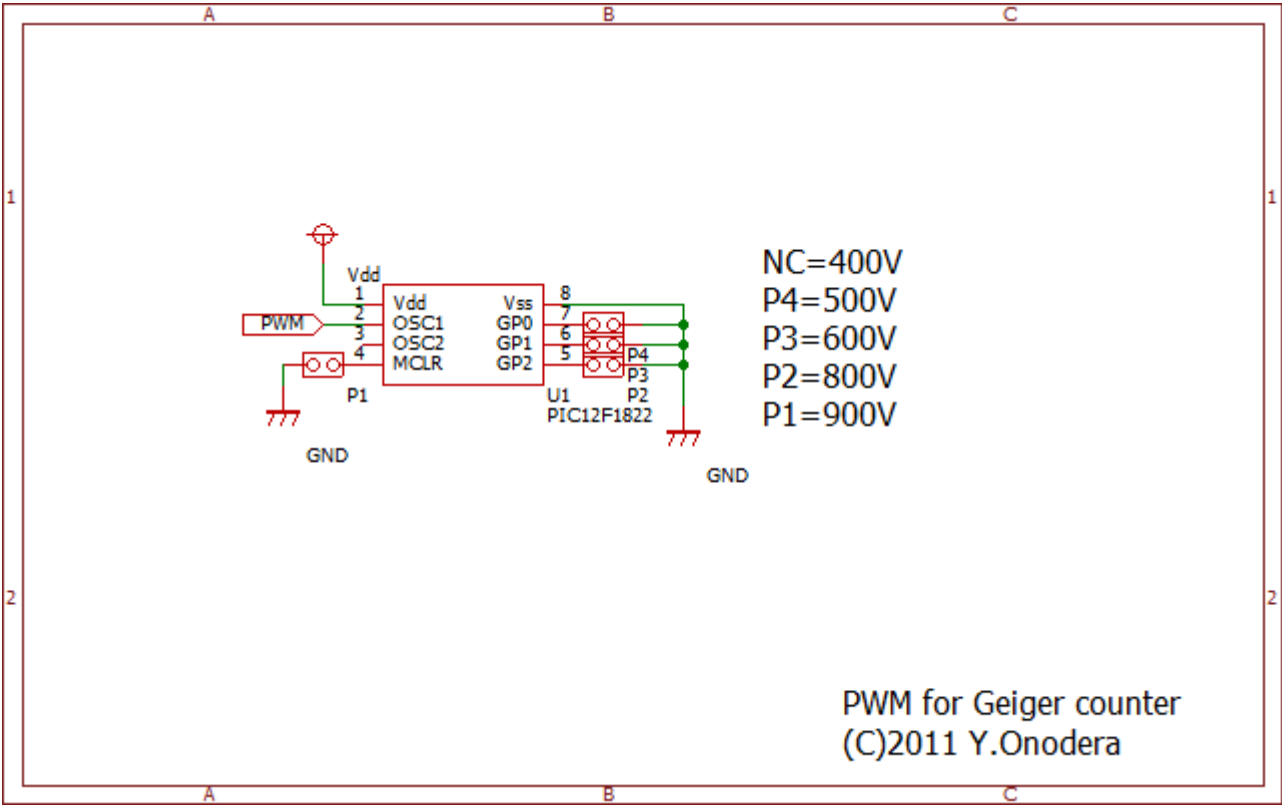 A B C
1 1
Vdd
1 Vdd Vss 8
PWM 2 OSC1 GP0 7
3 OSC2 GP1 6
4 MCLR GP2 5
P4
P3
P1 U1 P2
PIC12F1822
GND
GND
NC=400V
P4=500V
P3=600V
P2=800V
P1=900V
2 2
PWM for Geiger counter
(C)2011 Y.Onodera
A B C